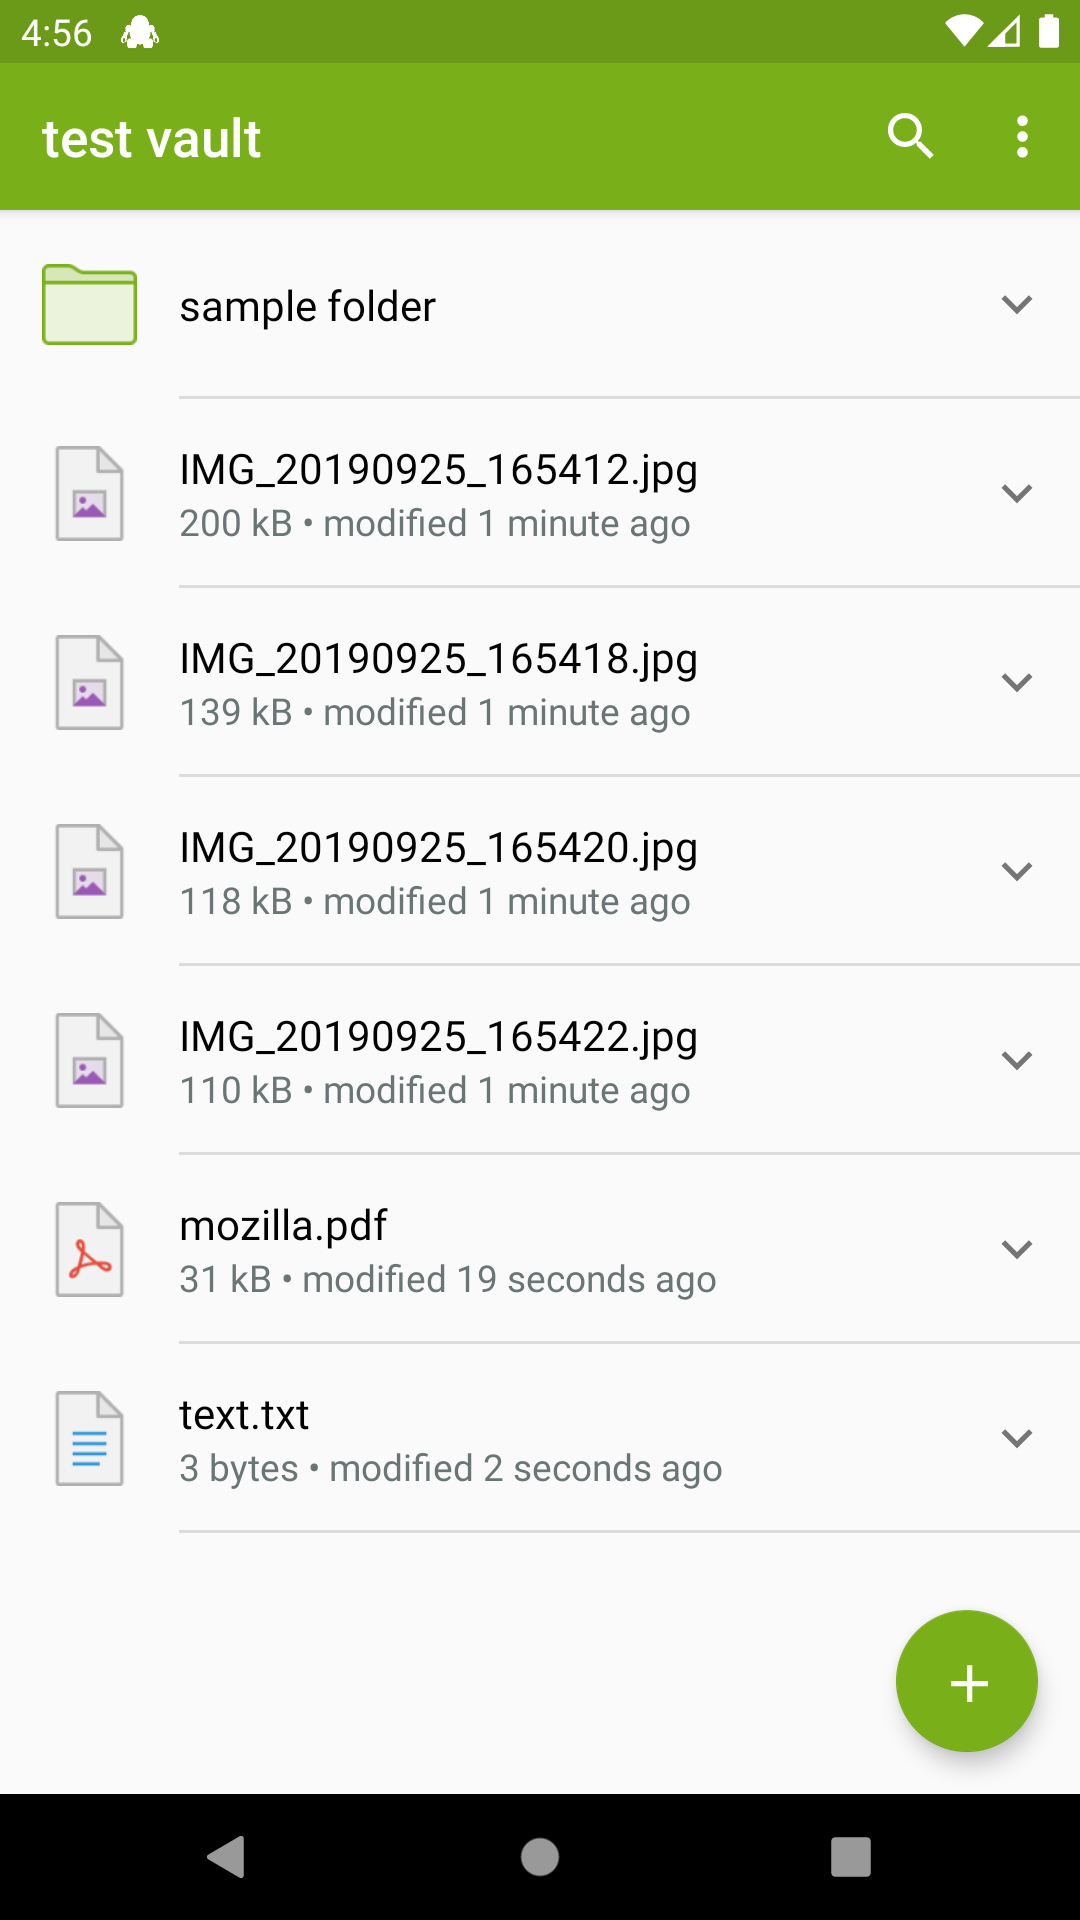 4:56
test vault
sample folder
IMG_20190925_165412.jpg
200 kB • modified 1 minute ago
IMG_20190925_165418.jpg
139 kB • modified 1 minute ago
IMG_20190925_165420.jpg
118 kB • modified 1 minute ago
IMG_20190925_165422.jpg
110 kB • modified 1 minute ago
mozilla.pdf
31 kB • modified 19 seconds ago
text.txt
3 bytes • modified 2 seconds ago